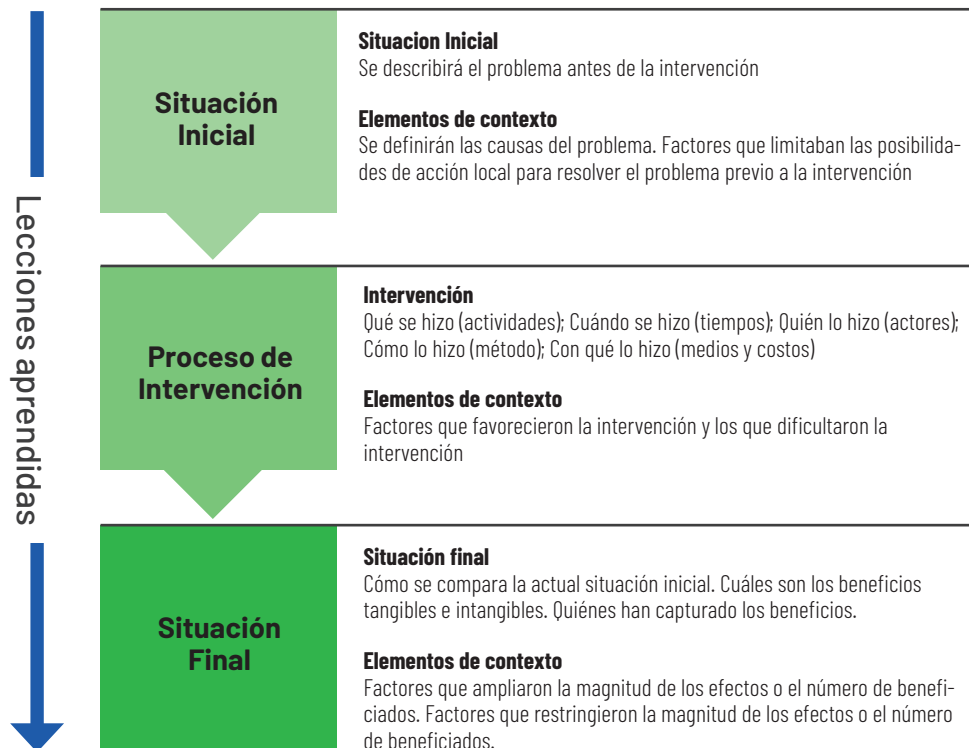 Lecciones aprendidas
Situación
Inicial
Situacion Inicial
Se describirá el problema antes de la intervención
Elementos de contexto
Se definirán las causas del problema. Factores que limitaban las posibilida-
des de acción local para resolver el problema previo a la intervención
Proceso de
Intervención
Intervención
Qué se hizo (actividades); Cuándo se hizo (tiempos); Quién lo hizo (actores);
Cómo lo hizo (método); Con qué lo hizo (medios y costos)
Elementos de contexto
Factores que favorecieron la intervención y los que dificultaron la
intervención
Situación
Final
Situación final
Cómo se compara la actual situación inicial. Cuáles son los beneficios
tangibles e intangibles. Quiénes han capturado los beneficios.
Elementos de contexto
Factores que ampliaron la magnitud de los efectos o el número de benefi-
ciados. Factores que restringieron la magnitud de los efectos o el número
de beneficiados.